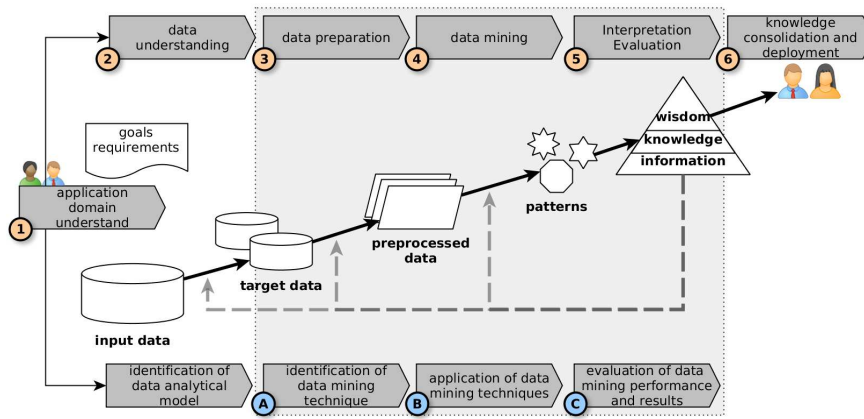 data
understanding
2
data preparation
3
data mining
4
Interpretation
Evaluation
5
knowledge
consolidation and
deployment
6
goals
requirements
application
domain
understand
1
wisdom
knowledge
information
patterns
preprocessed
data
target data
input data
identification of
data analytical
model
identification of
data mining
technique
A
application of data
mining techniques
B
evaluation of data
mining performance
and results
C